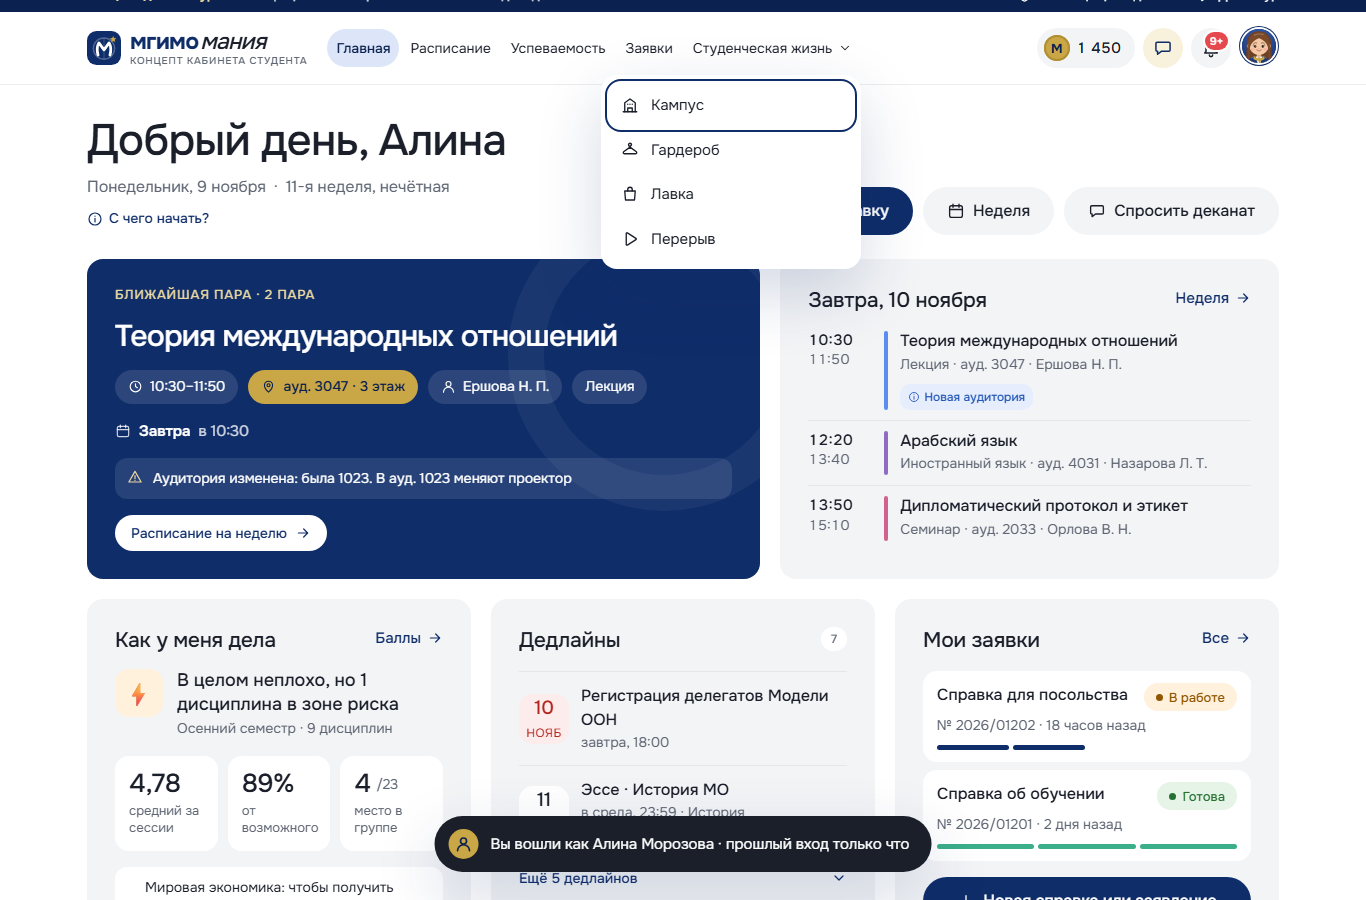 МГИМО МАНИЯ
КОНЦЕПТ КАБИНЕТА СТУДЕНТА
Главная
Расписание
Успеваемость
Заявки
Студенческая жизнь
М 1 450
9+
Кампус
Гардероб
Лавка
Перерыв
Добрый день, Алина
Понедельник, 9 ноября · 11-я неделя, нечётная
С чего начать?
Неделя
Спросить деканат
БЛИЖАЙШАЯ ПАРА · 2 ПАРА
Теория международных отношений
10:30–11:50
ауд. 3047 · 3 этаж
Ершова Н. П.
Лекция
Завтра в 10:30
Аудитория изменена: была 1023. В ауд. 1023 меняют проектор
Расписание на неделю
Завтра, 10 ноября
Неделя
10:30
11:50
Теория международных отношений
Лекция · ауд. 3047 · Ершова Н. П.
Новая аудитория
12:20
13:40
Арабский язык
Иностранный язык · ауд. 4031 · Назарова Л. Т.
13:50
15:10
Дипломатический протокол и этикет
Семинар · ауд. 2033 · Орлова В. Н.
Как у меня дела
Баллы
В целом неплохо, но 1
дисциплина в зоне риска
Осенний семестр · 9 дисциплин
4,78
средний за
сессии
89%
от
возможного
4 /23
место в
группе
Мировая экономика: чтобы получить
Дедлайны
7
10
НОЯБ
Регистрация делегатов Модели
ООН
завтра, 18:00
11
Эссе · История МО
в среда, 23:59 · История
Ещё 5 дедлайнов
Мои заявки
Все
Справка для посольства
В работе
№ 2026/01202 · 18 часов назад
Справка об обучении
Готова
№ 2026/01201 · 2 дня назад
Новая справка или заявление
Вы вошли как Алина Морозова · прошлый вход только что